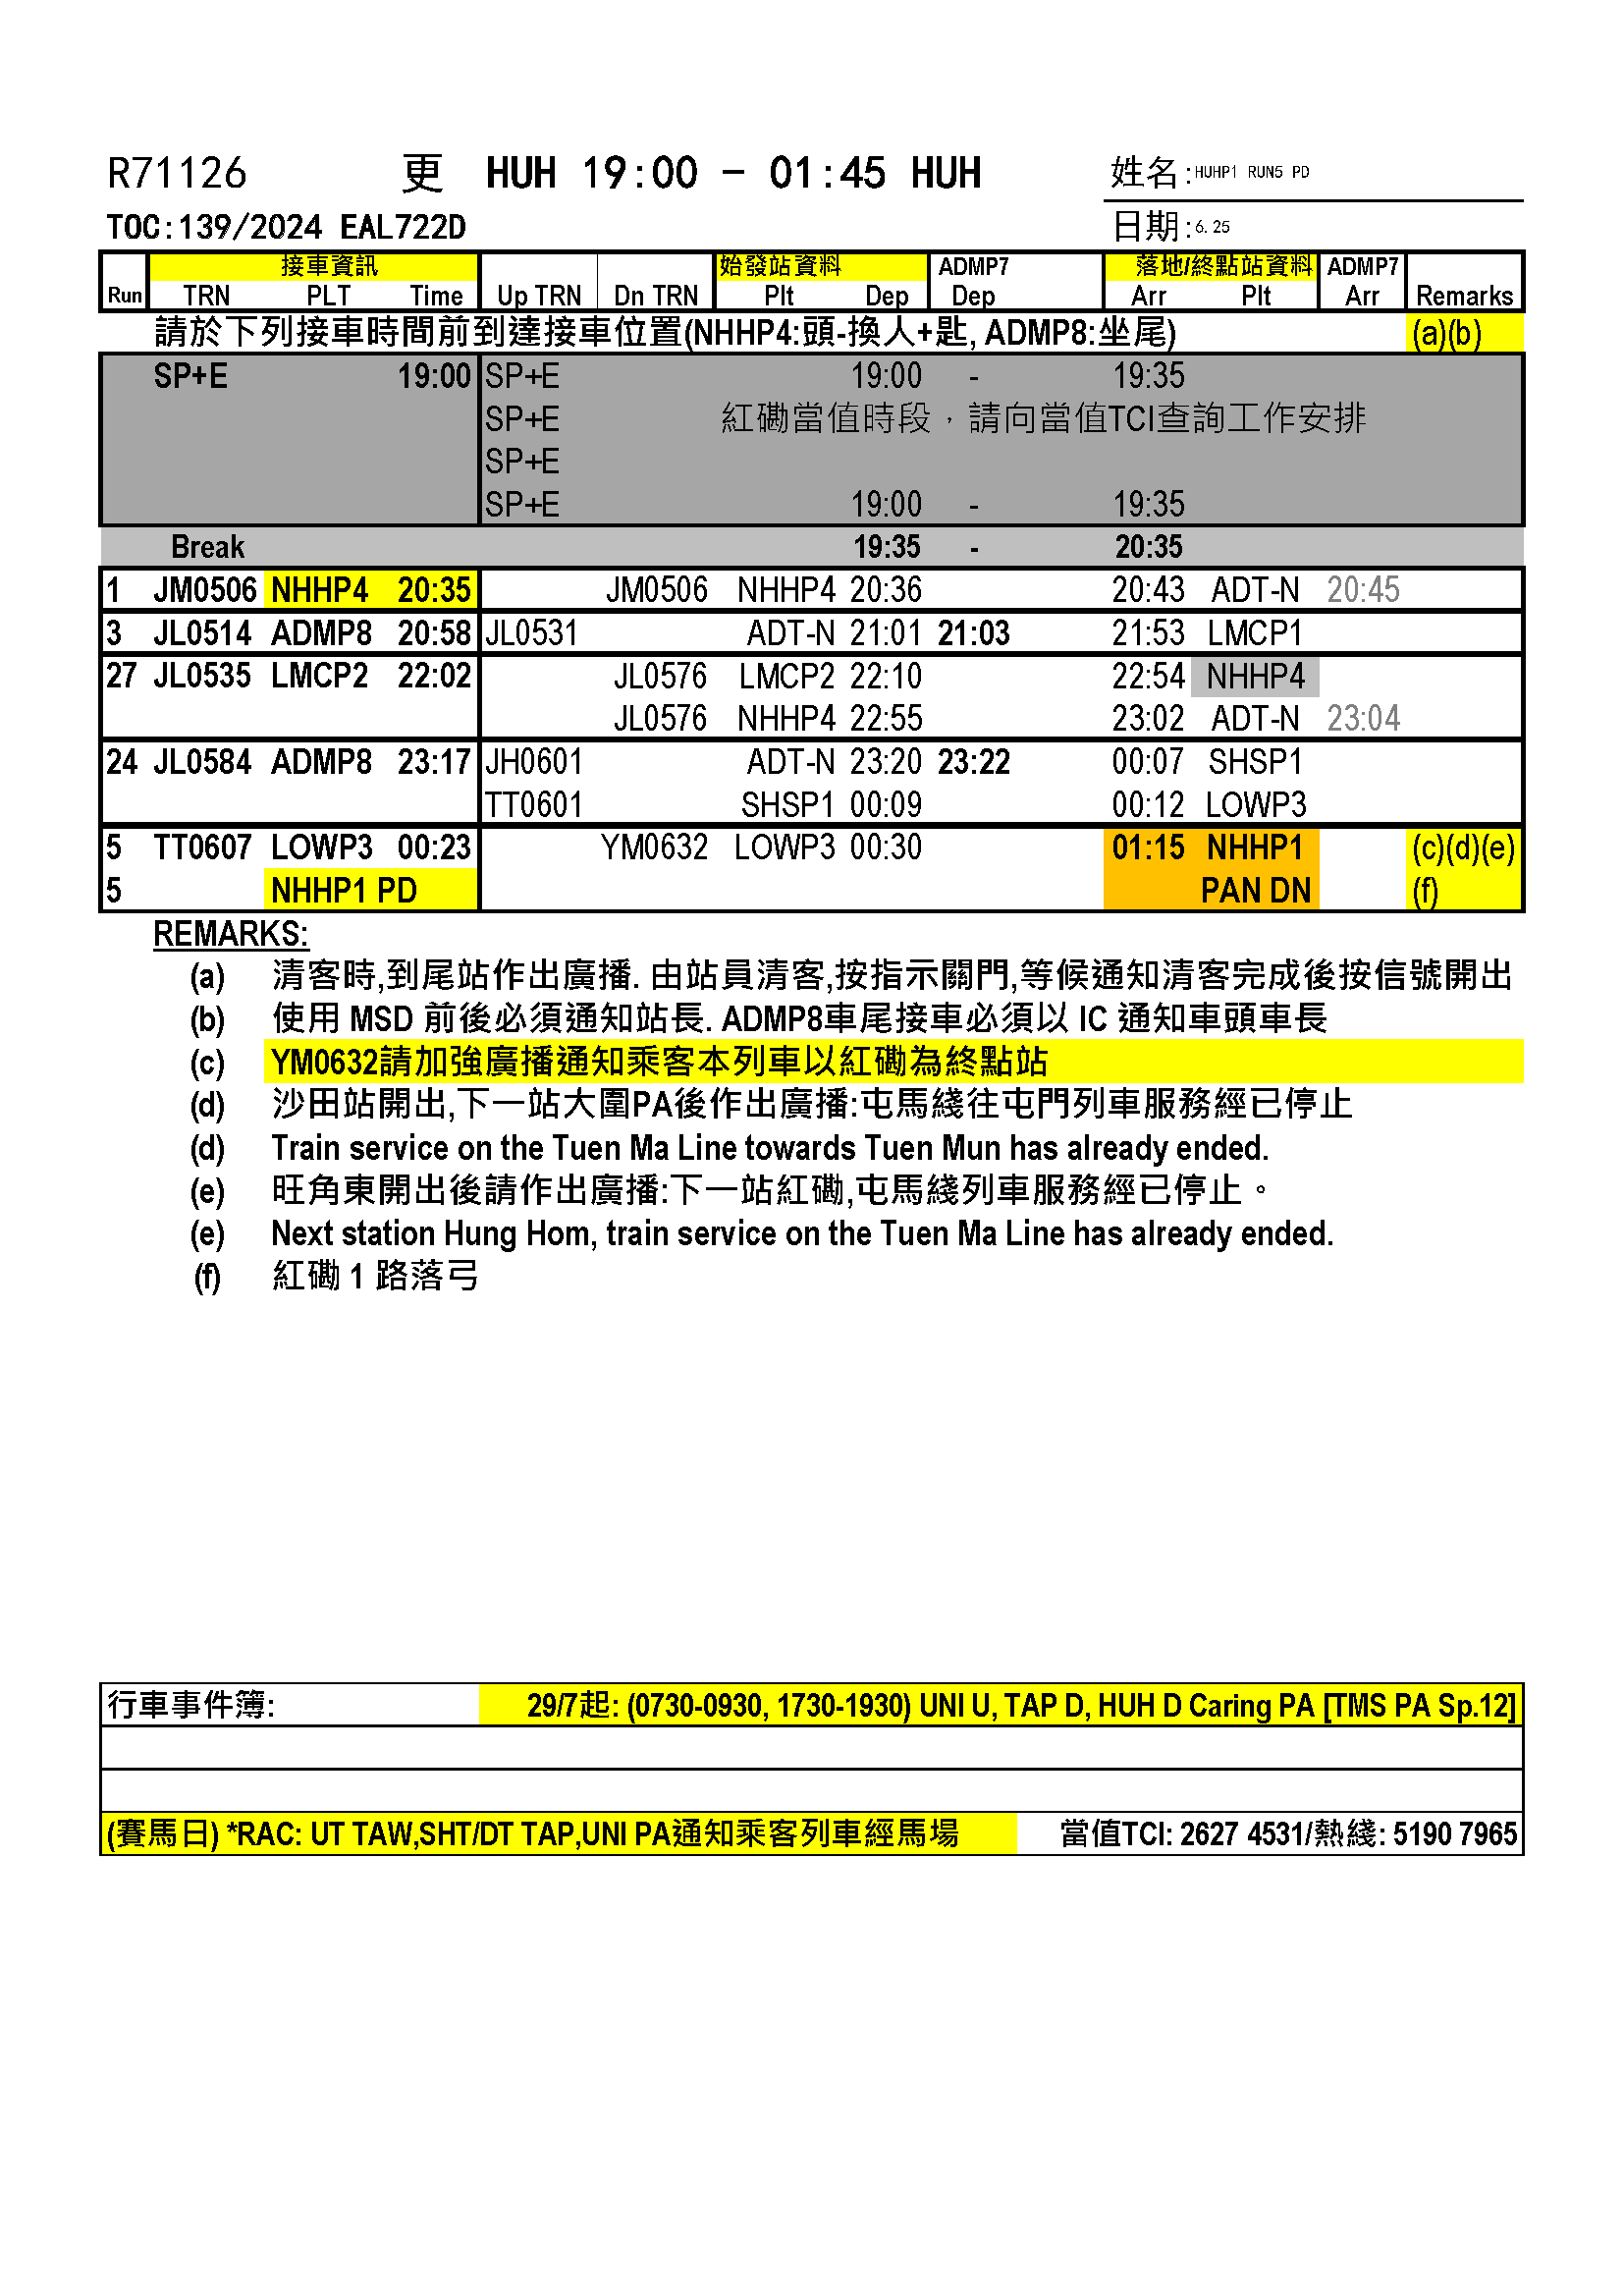 R71126 更 HUH 19:00 - 01:45 HUH 姓名:HUHP1 RUN5 PD
TOC:139/2024 EAL722D 日期:6.25
接車資訊 始發站資料 ADMP7 落地/終點站資料 ADMP7
Run TRN PLT Time Up TRN Dn TRN Plt Dep Dep Arr Plt Arr Remarks
請於下列接車時間前到達接車位置(NHHP4:頭-換人+匙, ADMP8:坐尾) (a)(b)
SP+E 19:00 SP+E 19:00 - 19:35
SP+E 紅磡當值時段，請向當值TCI查詢工作安排
SP+E
SP+E 19:00 - 19:35
Break 19:35 - 20:35
1 JM0506 NHHP4 20:35 JM0506 NHHP4 20:36 20:43 ADT-N 20:45
3 JL0514 ADMP8 20:58 JL0531 ADT-N 21:01 21:03 21:53 LMCP1
27 JL0535 LMCP2 22:02 JL0576 LMCP2 22:10 22:54 NHHP4
JL0576 NHHP4 22:55 23:02 ADT-N 23:04
24 JL0584 ADMP8 23:17 JH0601 ADT-N 23:20 23:22 00:07 SHSP1
TT0601 SHSP1 00:09 00:12 LOWP3
5 TT0607 LOWP3 00:23 YM0632 LOWP3 00:30 01:15 NHHP1 (c)(d)(e)
5 NHHP1 PD PAN DN (f)
REMARKS:
(a) 清客時,到尾站作出廣播. 由站員清客,按指示關門,等候通知清客完成後按信號開出
(b) 使用 MSD 前後必須通知站長. ADMP8車尾接車必須以 IC 通知車頭車長
(c) YM0632請加強廣播通知乘客本列車以紅磡為終點站
(d) 沙田站開出,下一站大圍PA後作出廣播:屯馬綫往屯門列車服務經已停止
(d) Train service on the Tuen Ma Line towards Tuen Mun has already ended.
(e) 旺角東開出後請作出廣播:下一站紅磡,屯馬綫列車服務經已停止。
(e) Next station Hung Hom, train service on the Tuen Ma Line has already ended.
(f) 紅磡 1 路落弓
行車事件簿: 29/7起: (0730-0930, 1730-1930) UNI U, TAP D, HUH D Caring PA [TMS PA Sp.12]
(賽馬日) *RAC: UT TAW,SHT/DT TAP,UNI PA通知乘客列車經馬場 當值TCI: 2627 4531/熱綫: 5190 7965